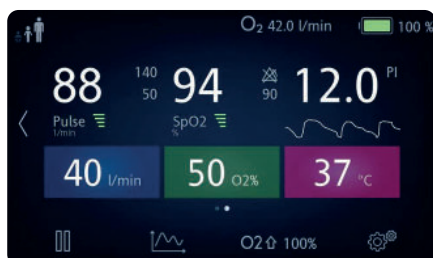 O2 42.0 l/min 100 %
88 140 50 94 90 12.0 PI
Pulse SpO2
1/min %
40 l/min 50 O2% 37 °C
O2⇧ 100%